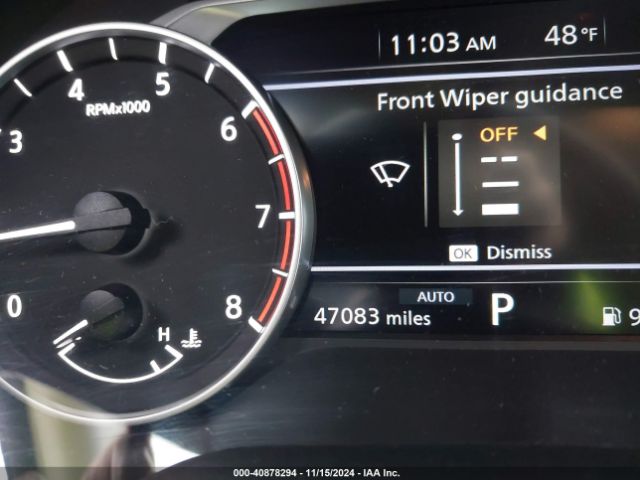 11:03 AM 48°F
Front Wiper guidance
OFF
OK Dismiss
AUTO
47083 miles P 9
3 4 5 6 7 8 0
RPMx1000
H
000-40878294 - 11/15/2024 - IAA Inc.